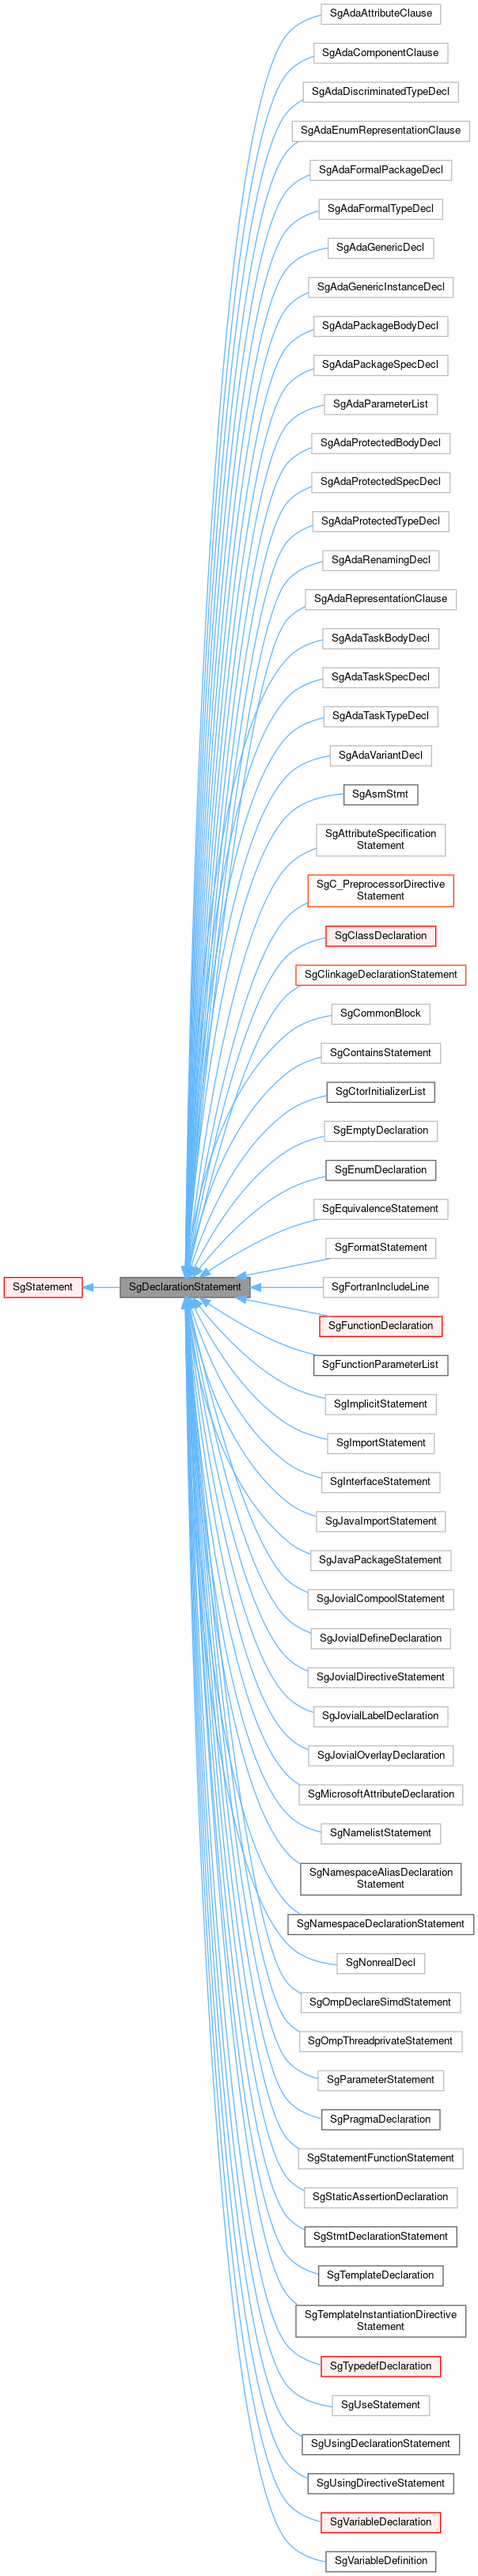 SgAdaAttributeClause
SgAdaComponentClause
SgAdaDiscriminatedTypeDecl
SgAdaEnumRepresentationClause
SgAdaFormalPackageDecl
SgAdaFormalTypeDecl
SgAdaGenericDecl
SgAdaGenericInstanceDecl
SgAdaPackageBodyDecl
SgAdaPackageSpecDecl
SgAdaParameterList
SgAdaProtectedBodyDecl
SgAdaProtectedSpecDecl
SgAdaProtectedTypeDecl
SgAdaRenamingDecl
SgAdaRepresentationClause
SgAdaTaskBodyDecl
SgAdaTaskSpecDecl
SgAdaTaskTypeDecl
SgAdaVariantDecl
SgAsmStmt
SgAttributeSpecification
Statement
SgC_PreprocessorDirective
Statement
SgClassDeclaration
SgClinkageDeclarationStatement
SgCommonBlock
SgContainsStatement
SgCtorInitializerList
SgEmptyDeclaration
SgEnumDeclaration
SgEquivalenceStatement
SgFormatStatement
SgStatement
SgDeclarationStatement
SgFortranIncludeLine
SgFunctionDeclaration
SgFunctionParameterList
SgImplicitStatement
SgImportStatement
SgInterfaceStatement
SgJavaImportStatement
SgJavaPackageStatement
SgJovialCompoolStatement
SgJovialDefineDeclaration
SgJovialDirectiveStatement
SgJovialLabelDeclaration
SgJovialOverlayDeclaration
SgMicrosoftAttributeDeclaration
SgNamelistStatement
SgNamespaceAliasDeclaration
Statement
SgNamespaceDeclarationStatement
SgNonrealDecl
SgOmpDeclareSimdStatement
SgOmpThreadprivateStatement
SgParameterStatement
SgPragmaDeclaration
SgStatementFunctionStatement
SgStaticAssertionDeclaration
SgStmtDeclarationStatement
SgTemplateDeclaration
SgTemplateInstantiationDirective
Statement
SgTypedefDeclaration
SgUseStatement
SgUsingDeclarationStatement
SgUsingDirectiveStatement
SgVariableDeclaration
SgVariableDefinition